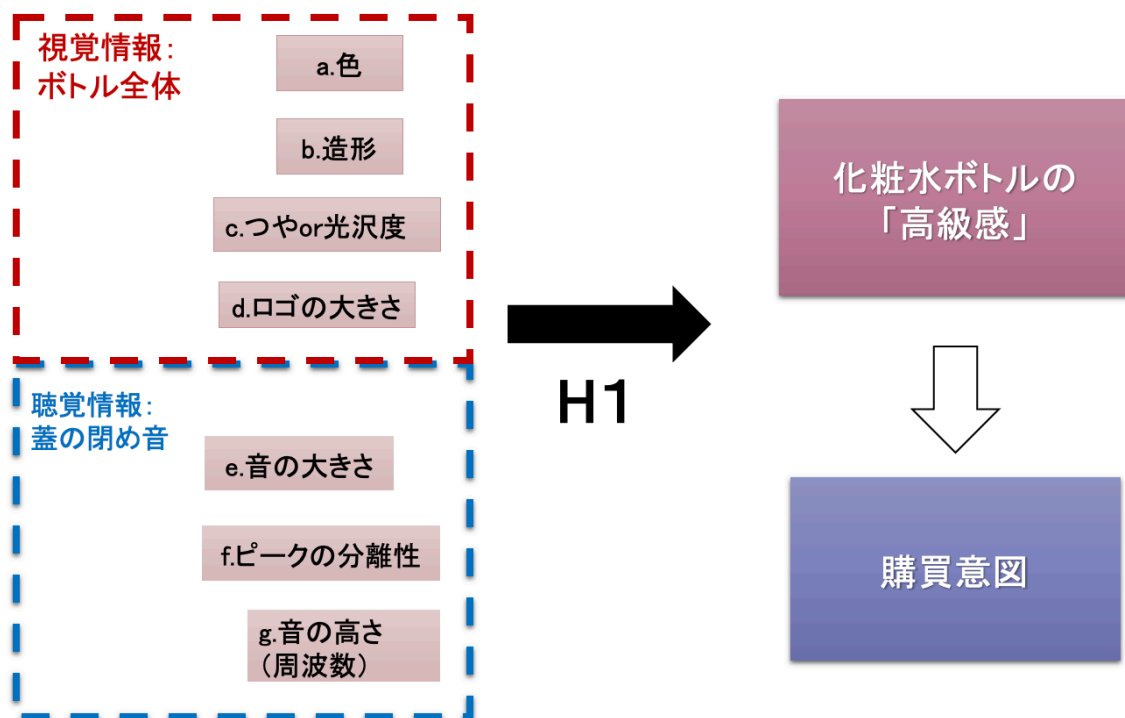 視覚情報:
ボトル全体
a.色
b.造形
c.つやor光沢度
d.ロゴの大きさ
聴覚情報:
蓋の閉め音
e.音の大きさ
f.ピークの分離性
g.音の高さ
（周波数）
H1
化粧水ボトルの
「高級感」
購買意図